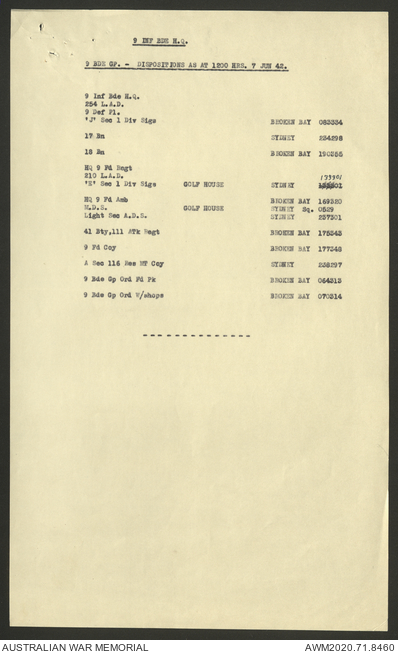 9 INF BDE H.Q.
9 BDE GP. - DISPOSITIONS AS AT 1200 HRS. 7 JUN 42.
9 Inf Bde H.Q.
254 L.A.D.
9 Def Pl.
'J' Sec 1 Div Sigs BROKEN BAY 083334
17 Bn SYDNEY 234298
18 Bn BROKEN BAY 190355
HQ 9 Fd Regt
210 L.A.D.
'E' Sec 1 Div Sigs GOLF HOUSE SYDNEY
HQ 9 Fd Amb BROKEN BAY 169320
M.D.S. GOLF HOUSE SYDNEY Sq. 0529
Light Sec A.D.S. SYDNEY 237301
41 Bty,111 ATk Regt BROKEN BAY 175343
9 Fd Coy BROKEN BAY 177348
A Sec 116 Res MT Coy SYDNEY 238297
9 Bde Gp Ord Fd Pk BROKEN BAY 064313
9 Bde Gp Ord W/shops BROKEN BAY 070314
- - - - - - - - - - - - - -
AUSTRALIAN WAR MEMORIAL AWM2020.71.8460